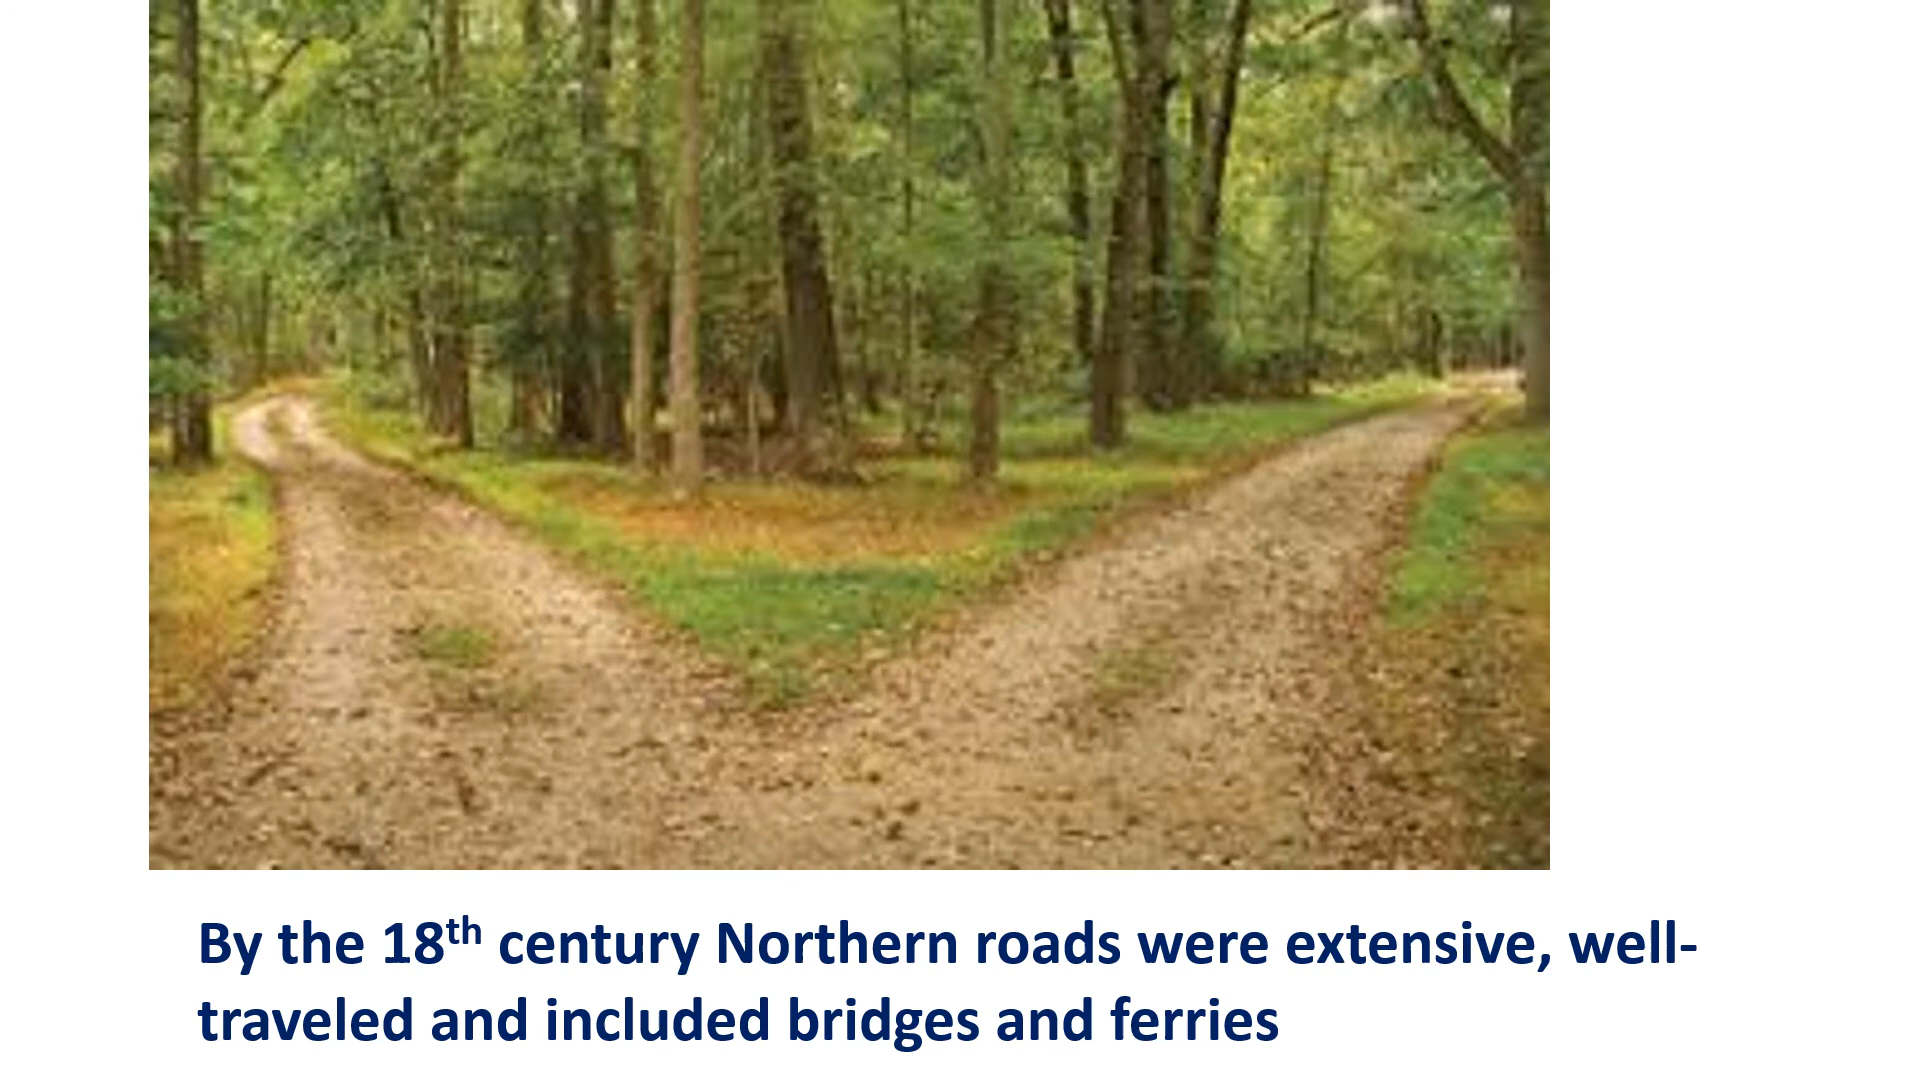 By the 18th century Northern roads were extensive, well-
traveled and included bridges and ferries